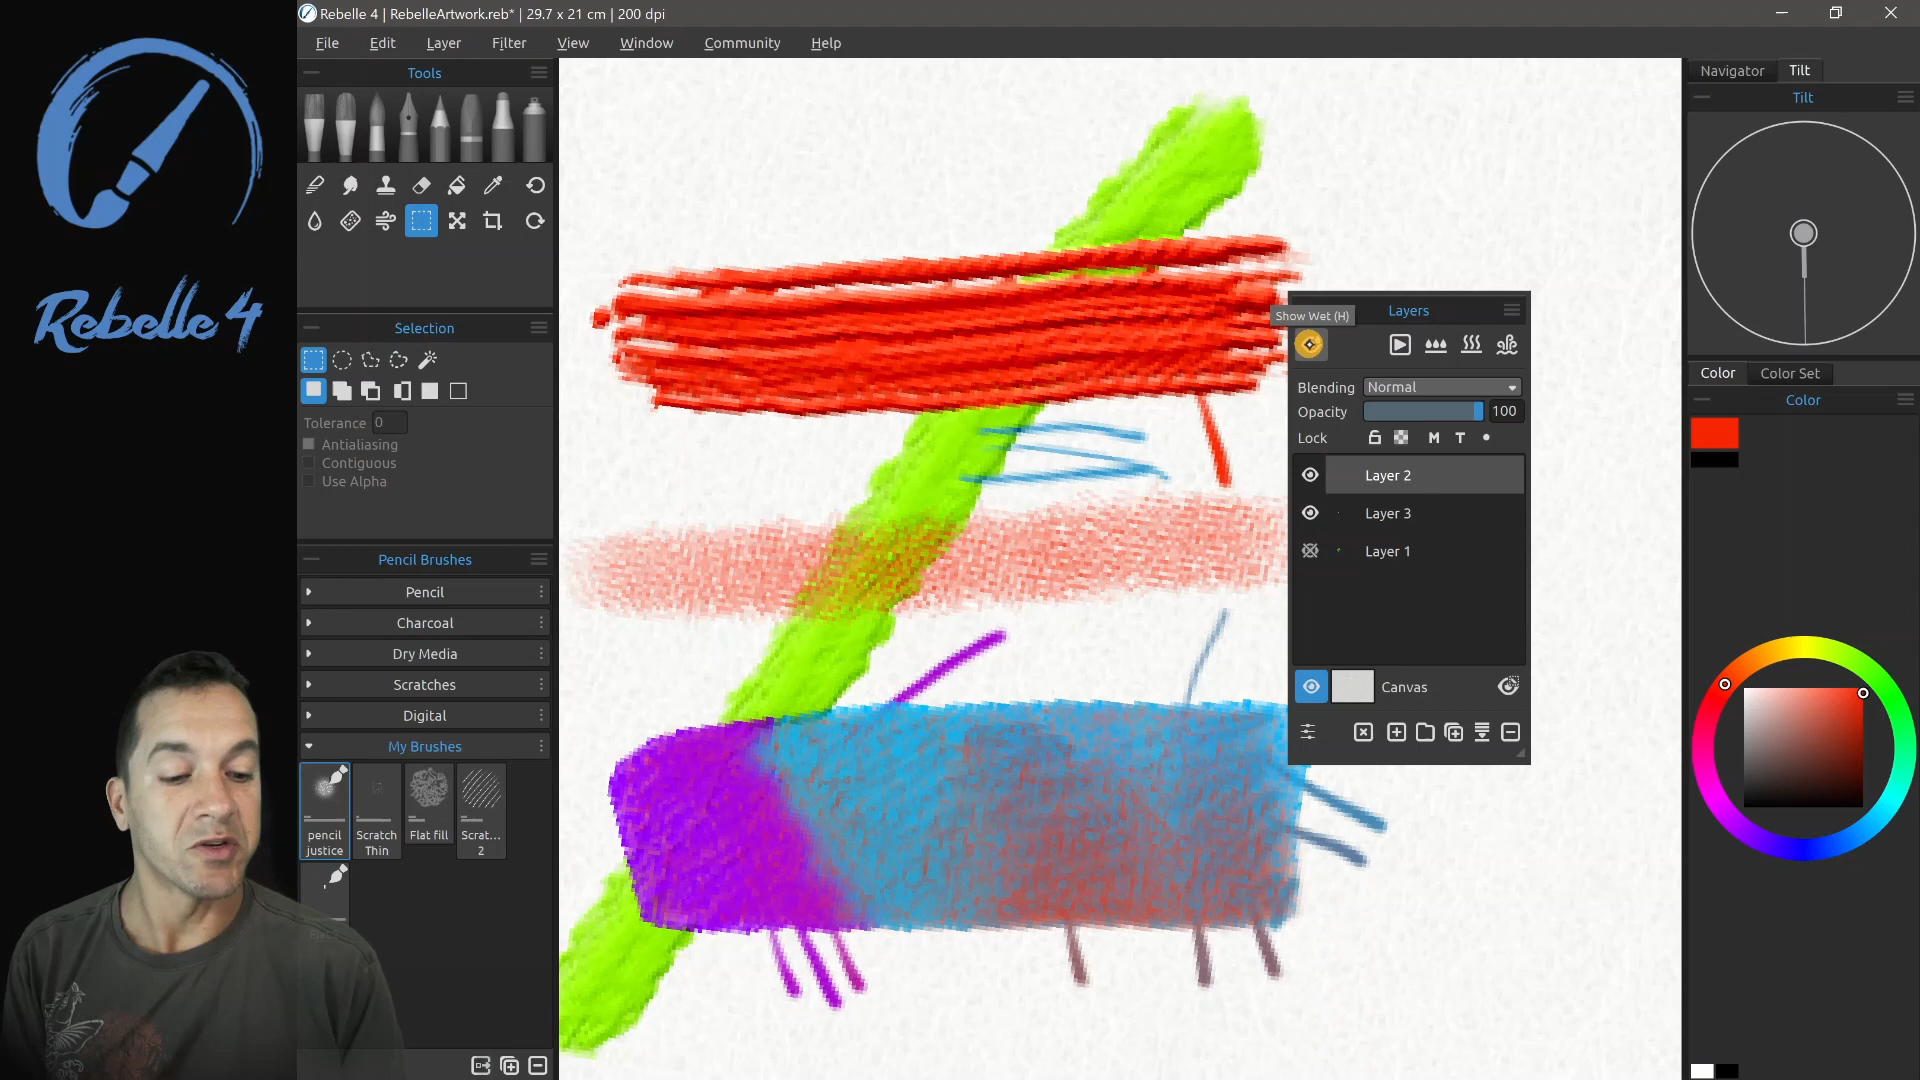 Rebelle 4 | RebelleArtwork.reb* | 29.7 x 21 cm | 200 dpi
File Edit Layer Filter View Window Community Help
Tools
Rebelle 4
Selection
Tolerance 0
Antialiasing
Contiguous
Use Alpha
Pencil Brushes
Pencil
Charcoal
Dry Media
Scratches
Digital
My Brushes
pencil justice
Scratch Thin
Flat fill
Scrat... 2
Show Wet (H)
Layers
Blending Normal
Opacity 100
Lock M T
Layer 2
Layer 3
Layer 1
Canvas
Navigator Tilt
Tilt
Color Color Set
Color